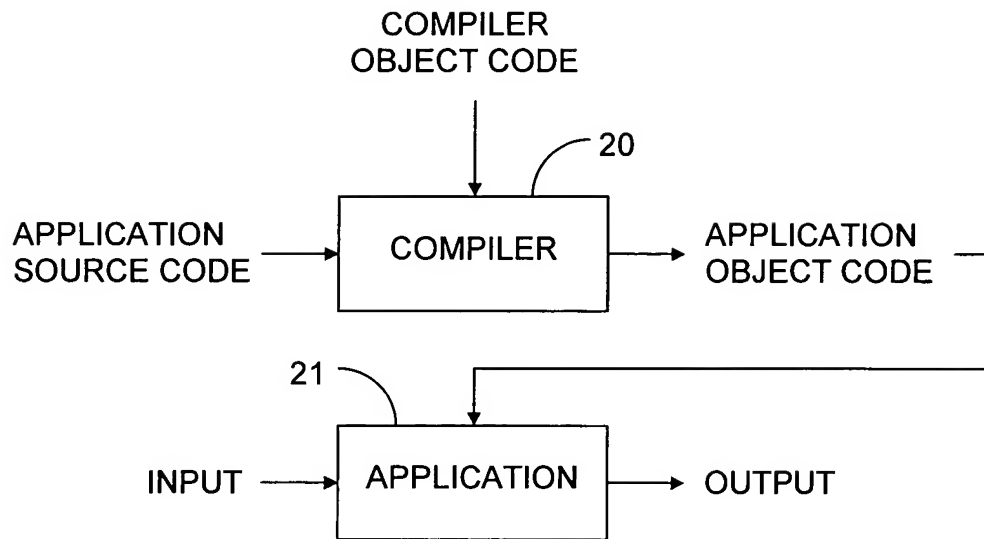 COMPILER
OBJECT CODE
20
APPLICATION
SOURCE CODE
COMPILER
APPLICATION
OBJECT CODE
21
INPUT
APPLICATION
OUTPUT